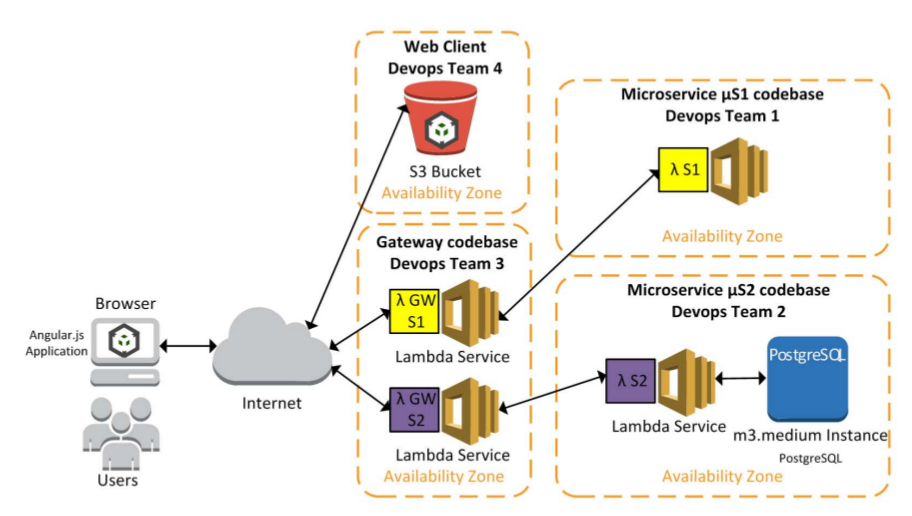 Web Client
Devops Team 4
S3 Bucket
Availability Zone
Microservice µS1 codebase
Devops Team 1
λ S1
Availability Zone
Gateway codebase
Devops Team 3
λ GW
S1
Lambda Service
λ GW
S2
Lambda Service
Availability Zone
Microservice µS2 codebase
Devops Team 2
λ S2
Lambda Service
PostgreSQL
m3.medium Instance
PostgreSQL
Availability Zone
Browser
Angular.js
Application
Internet
Users